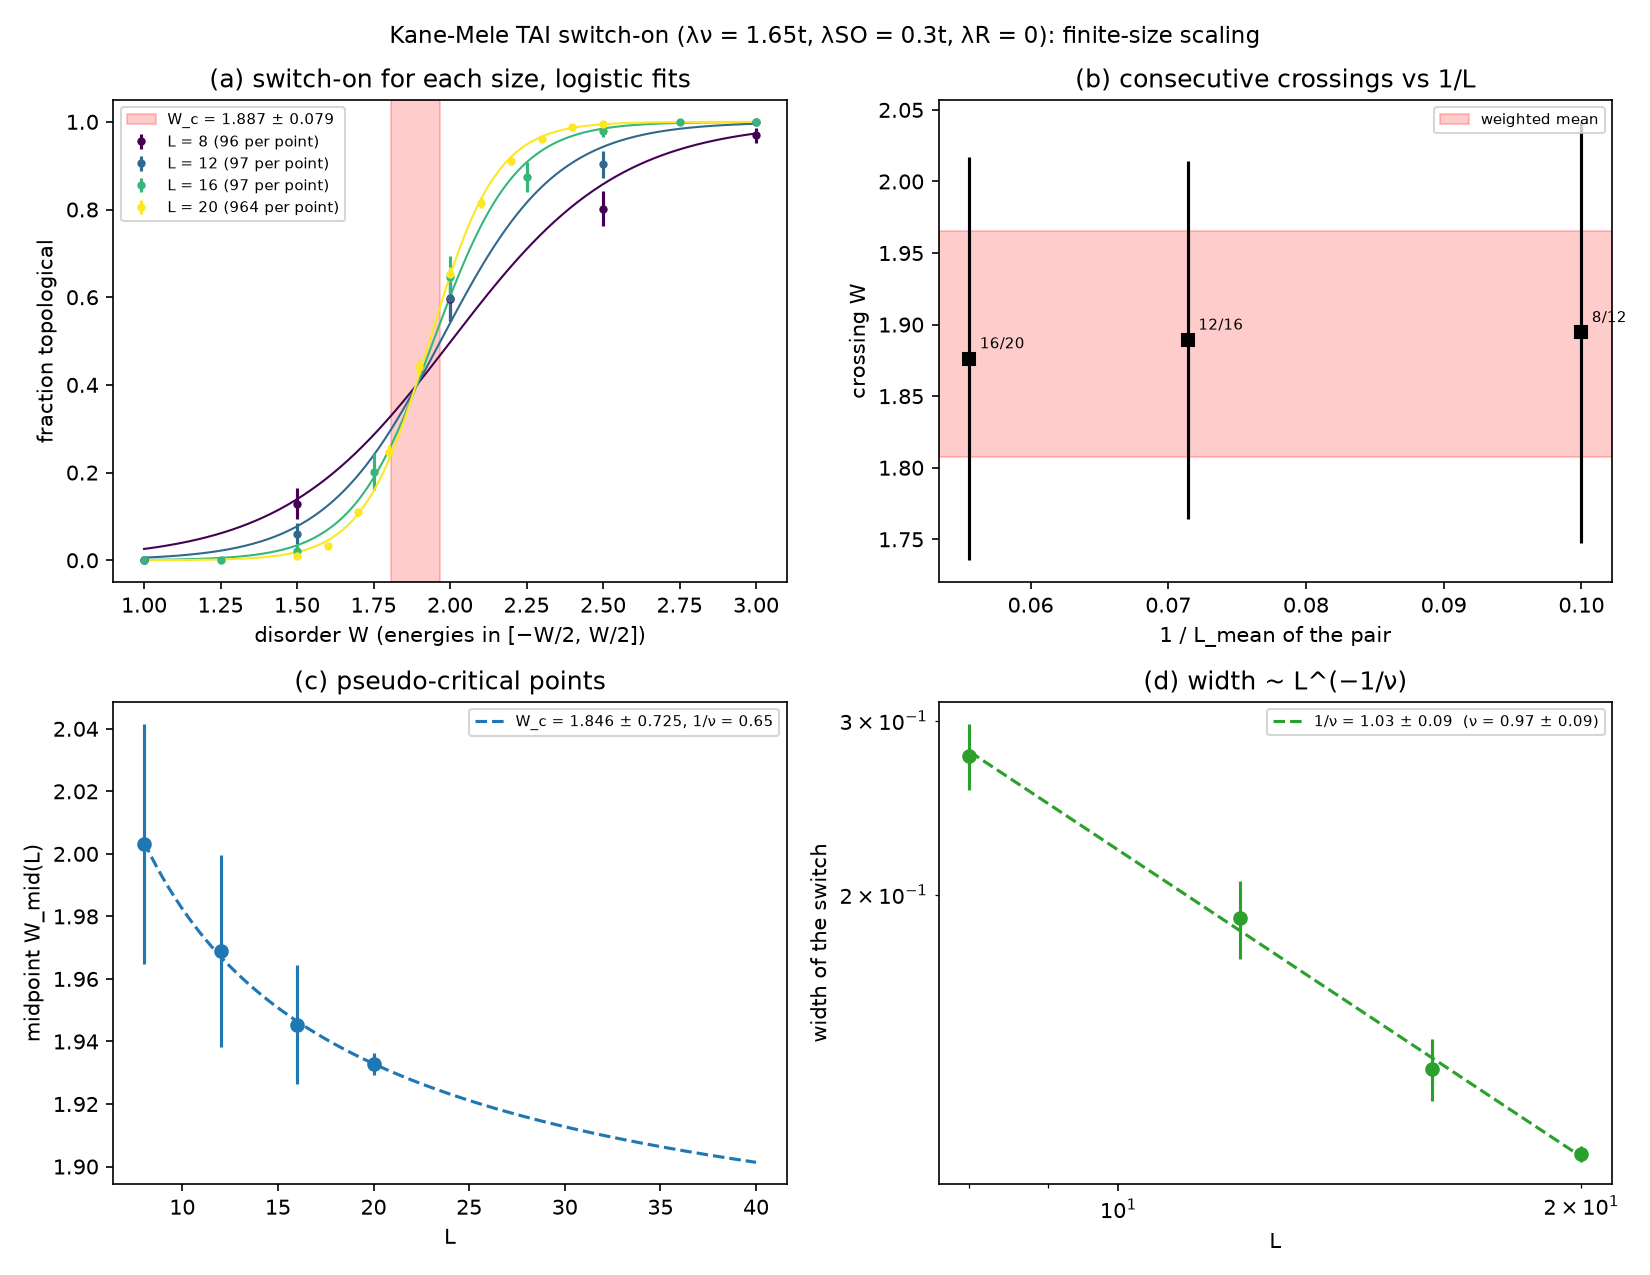 Kane-Mele TAI switch-on (λν = 1.65t, λSO = 0.3t, λR = 0): finite-size scaling
(a) switch-on for each size, logistic fits
W_c = 1.887 ± 0.079
L = 8 (96 per point)
L = 12 (97 per point)
L = 16 (97 per point)
L = 20 (964 per point)
fraction topological
1.0
0.8
0.6
0.4
0.2
0.0
1.00 1.25 1.50 1.75 2.00 2.25 2.50 2.75 3.00
disorder W (energies in [−W/2, W/2])
(b) consecutive crossings vs 1/L
weighted mean
crossing W
2.05
2.00
1.95
1.90
1.85
1.80
1.75
16/20
12/16
8/12
0.06 0.07 0.08 0.09 0.10
1 / L_mean of the pair
(c) pseudo-critical points
W_c = 1.846 ± 0.725, 1/ν = 0.65
midpoint W_mid(L)
2.04
2.02
2.00
1.98
1.96
1.94
1.92
1.90
10 15 20 25 30 35 40
L
(d) width ~ L^(−1/ν)
1/ν = 1.03 ± 0.09 (ν = 0.97 ± 0.09)
width of the switch
3 × 10⁻¹
2 × 10⁻¹
10¹ 2 × 10¹
L